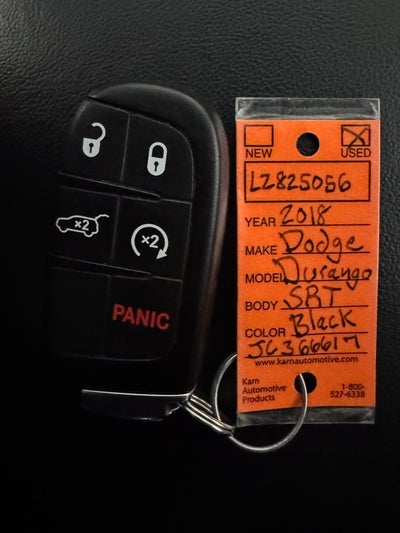 x2
x2
PANIC
NEW USED
LZ825056
YEAR 2018
MAKE Dodge
MODEL Durango
BODY SRT
COLOR Black
JC366617
www.karnautomotive.com
Karn
Automotive
Products
1-800-
527-6338